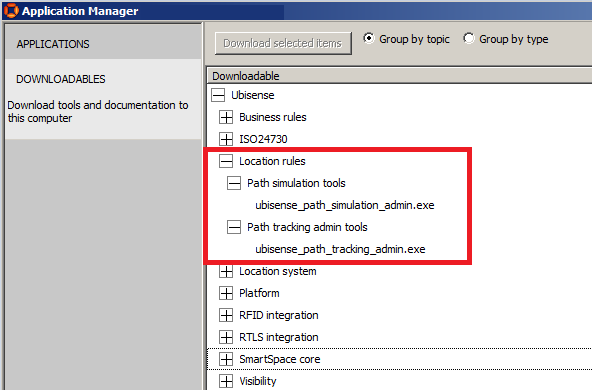 Application Manager
APPLICATIONS
DOWNLOADABLES
Download tools and documentation to
this computer
Download selected items
Group by topic
Group by type
Downloadable
Ubisense
Business rules
ISO24730
Location rules
Path simulation tools
ubisense_path_simulation_admin.exe
Path tracking admin tools
ubisense_path_tracking_admin.exe
Location system
Platform
RFID integration
RTLS integration
SmartSpace core
Visibility